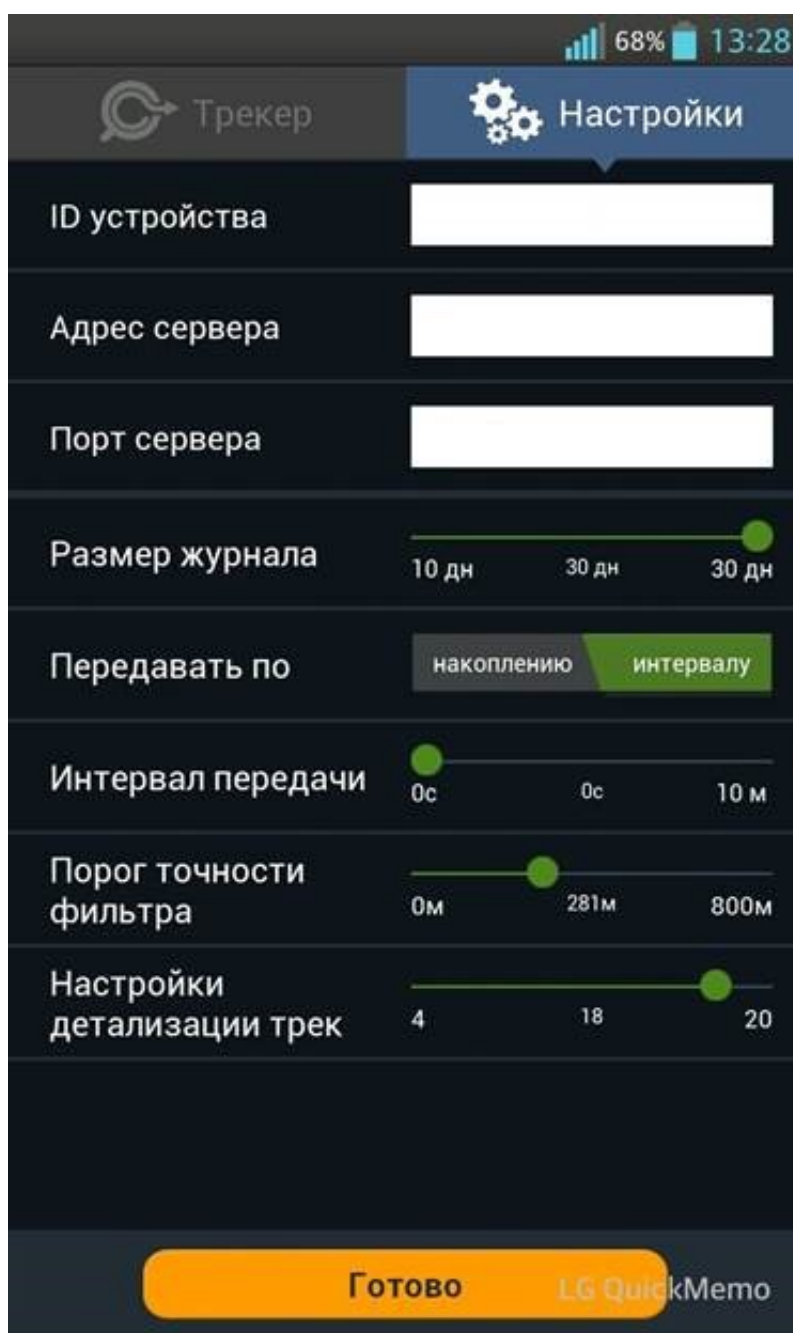 68% 13:28
Трекер Настройки
ID устройства
Адрес сервера
Порт сервера
Размер журнала
10 дн 30 дн 30 дн
Передавать по
накоплению интервалу
Интервал передачи
0с 0с 10 м
Порог точности
фильтра
0м 281м 800м
Настройки
детализации трек
4 18 20
Готово
LG QuickMemo